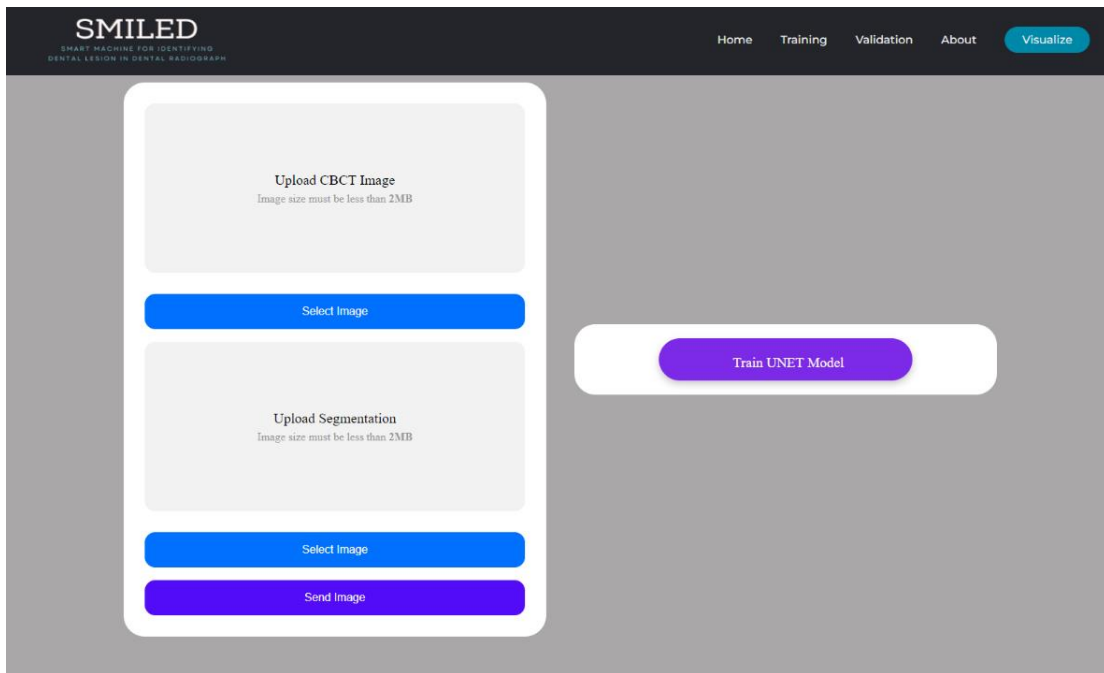 SMILED
SMART MACHINE FOR IDENTIFYING
DENTAL LESION IN DENTAL RADIOGRAPH
Home
Training
Validation
About
Visualize
Upload CBCT Image
Image size must be less than 2MB
Select Image
Upload Segmentation
Image size must be less than 2MB
Select Image
Send Image
Train UNET Model